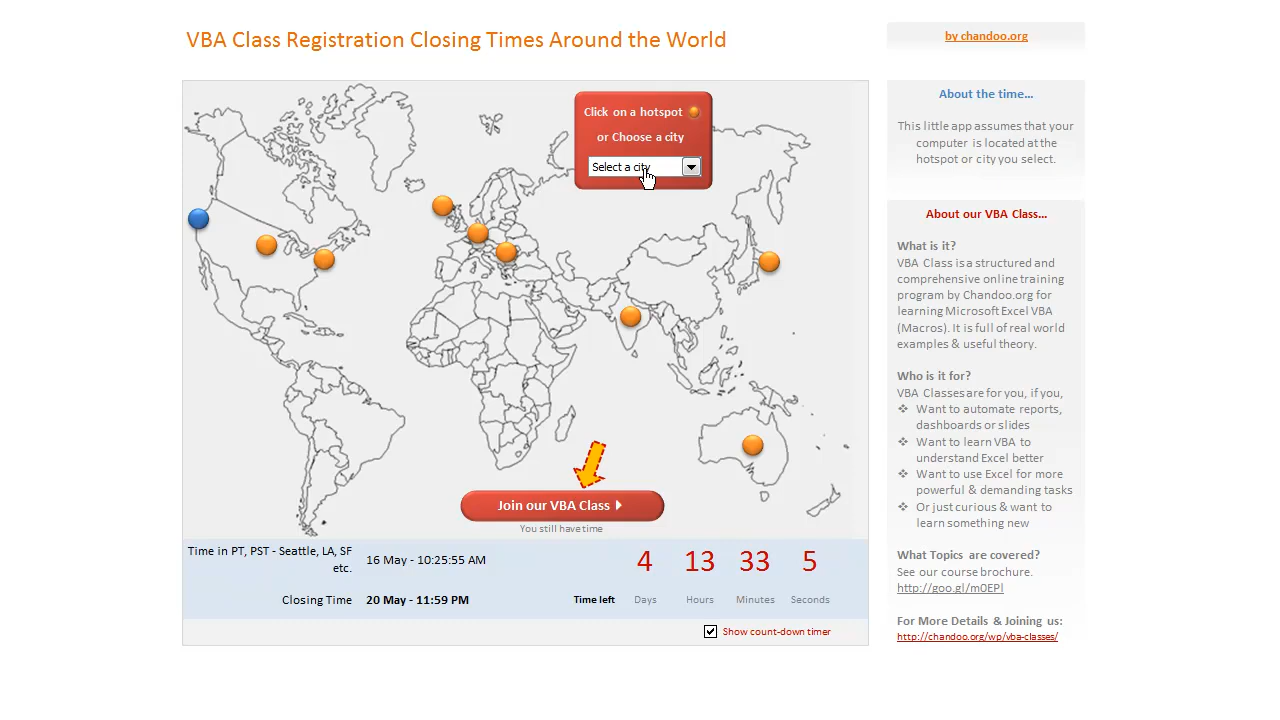 VBA Class Registration Closing Times Around the World
by chandoo.org
Click on a hotspot
or Choose a city
Select a city
Join our VBA Class
You still have time
Time in PT, PST - Seattle, LA, SF
etc.
16 May - 10:25:55 AM
4 13 33 5
Closing Time
20 May - 11:59 PM
Time left
Days Hours Minutes Seconds
Show count-down timer
About the time...
This little app assumes that your
computer is located at the
hotspot or city you select.
About our VBA Class...
What is it?
VBA Class is a structured and
comprehensive online training
program by Chandoo.org for
learning Microsoft Excel VBA
(Macros). It is full of real world
examples & useful theory.
Who is it for?
VBA Classes are for you, if you,
❖ Want to automate reports,
dashboards or slides
❖ Want to learn VBA to
understand Excel better
❖ Want to use Excel for more
powerful & demanding tasks
❖ Or just curious & want to
learn something new
What Topics are covered?
See our course brochure.
http://goo.gl/m0EPl
For More Details & Joining us:
http://chandoo.org/wp/vba-classes/